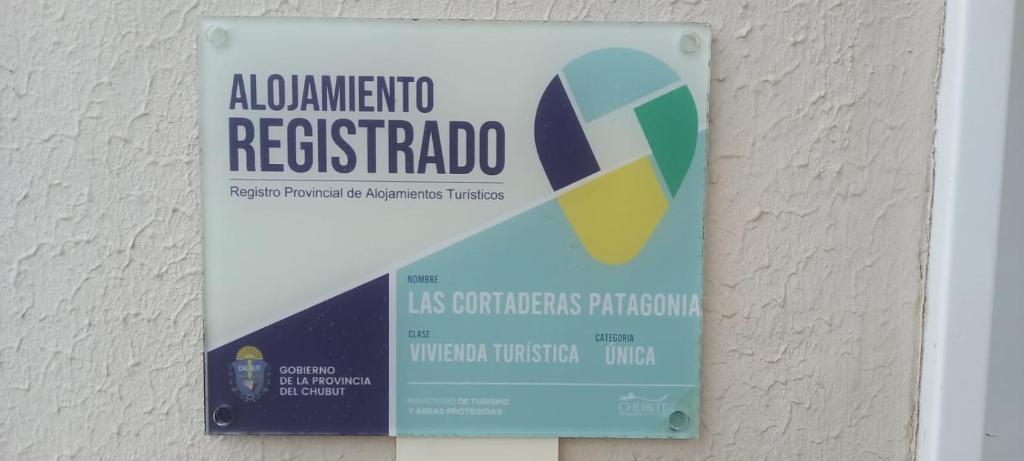 ALOJAMIENTO
REGISTRADO
Registro Provincial de Alojamientos Turísticos
NOMBRE
LAS CORTADERAS PATAGONIA
CLASE
VIVIENDA TURÍSTICA
CATEGORIA
ÚNICA
CHUBUT
GOBIERNO
DE LA PROVINCIA
DEL CHUBUT
MINISTERIO DE TURISMO
Y ÁREAS PROTEGIDAS
CHUBUT